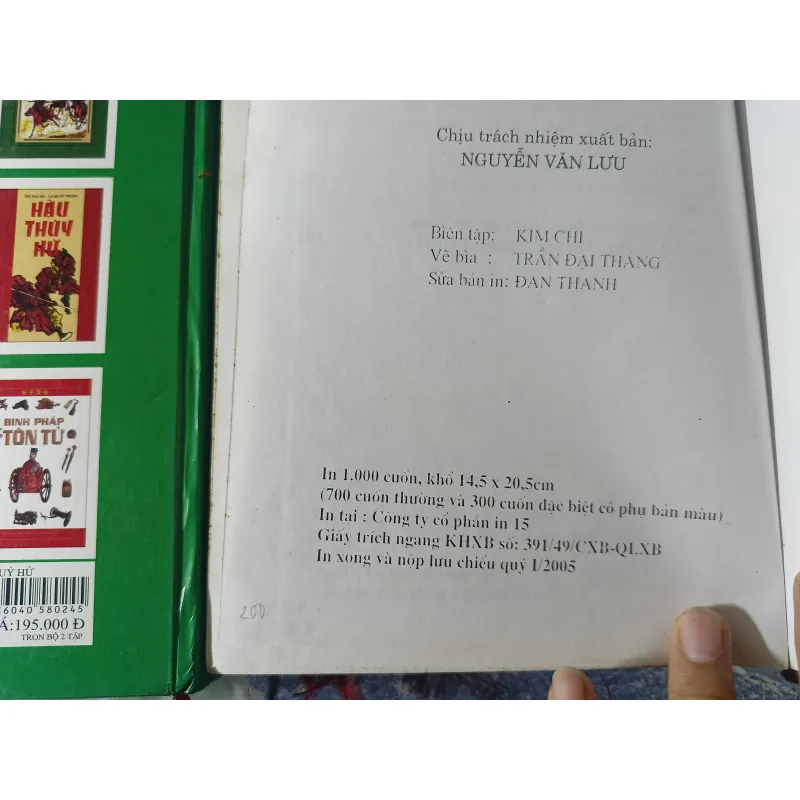 HẬU
THỦY
HỬ
BINH PHÁP
TÔN TỬ
UỶ HỬ
6040 580245
Á:195.000 Đ
TRỌN BỘ 2 TẬP
Chịu trách nhiệm xuất bản:
NGUYỄN VĂN LƯU
Biên tập: KIM CHI
Vẽ bìa : TRẦN ĐẠI THẮNG
Sửa bản in: ĐAN THANH
In 1.000 cuốn, khổ 14,5 x 20,5cm
(700 cuốn thường và 300 cuốn đặc biệt có phụ bản màu)
In tại : Công ty cổ phần in 15
Giấy trích ngang KHXB số: 391/49/CXB-QLXB
In xong và nộp lưu chiểu quý I/2005
200